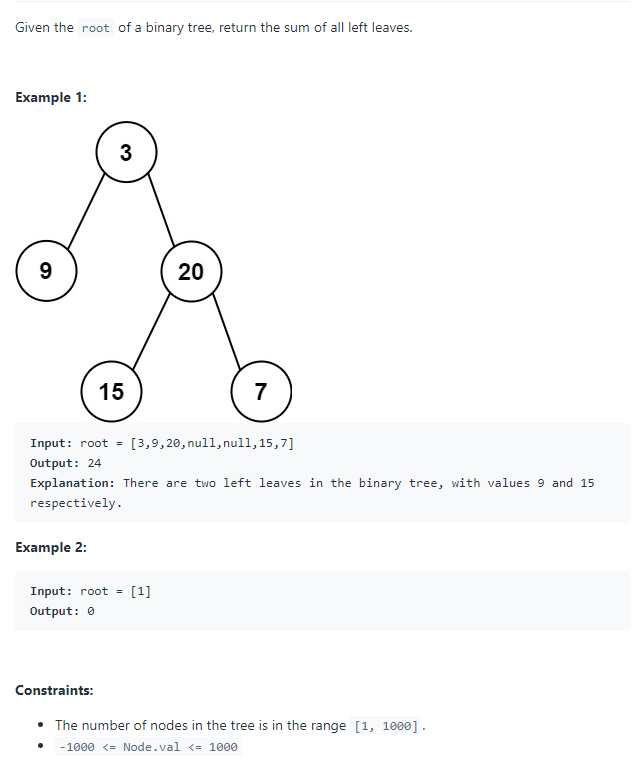 Given the root of a binary tree, return the sum of all left leaves.
Example 1:
3
9
20
15
7
Input: root = [3,9,20,null,null,15,7]
Output: 24
Explanation: There are two left leaves in the binary tree, with values 9 and 15
respectively.
Example 2:
Input: root = [1]
Output: 0
Constraints:
• The number of nodes in the tree is in the range [1, 1000].
• -1000 <= Node.val <= 1000